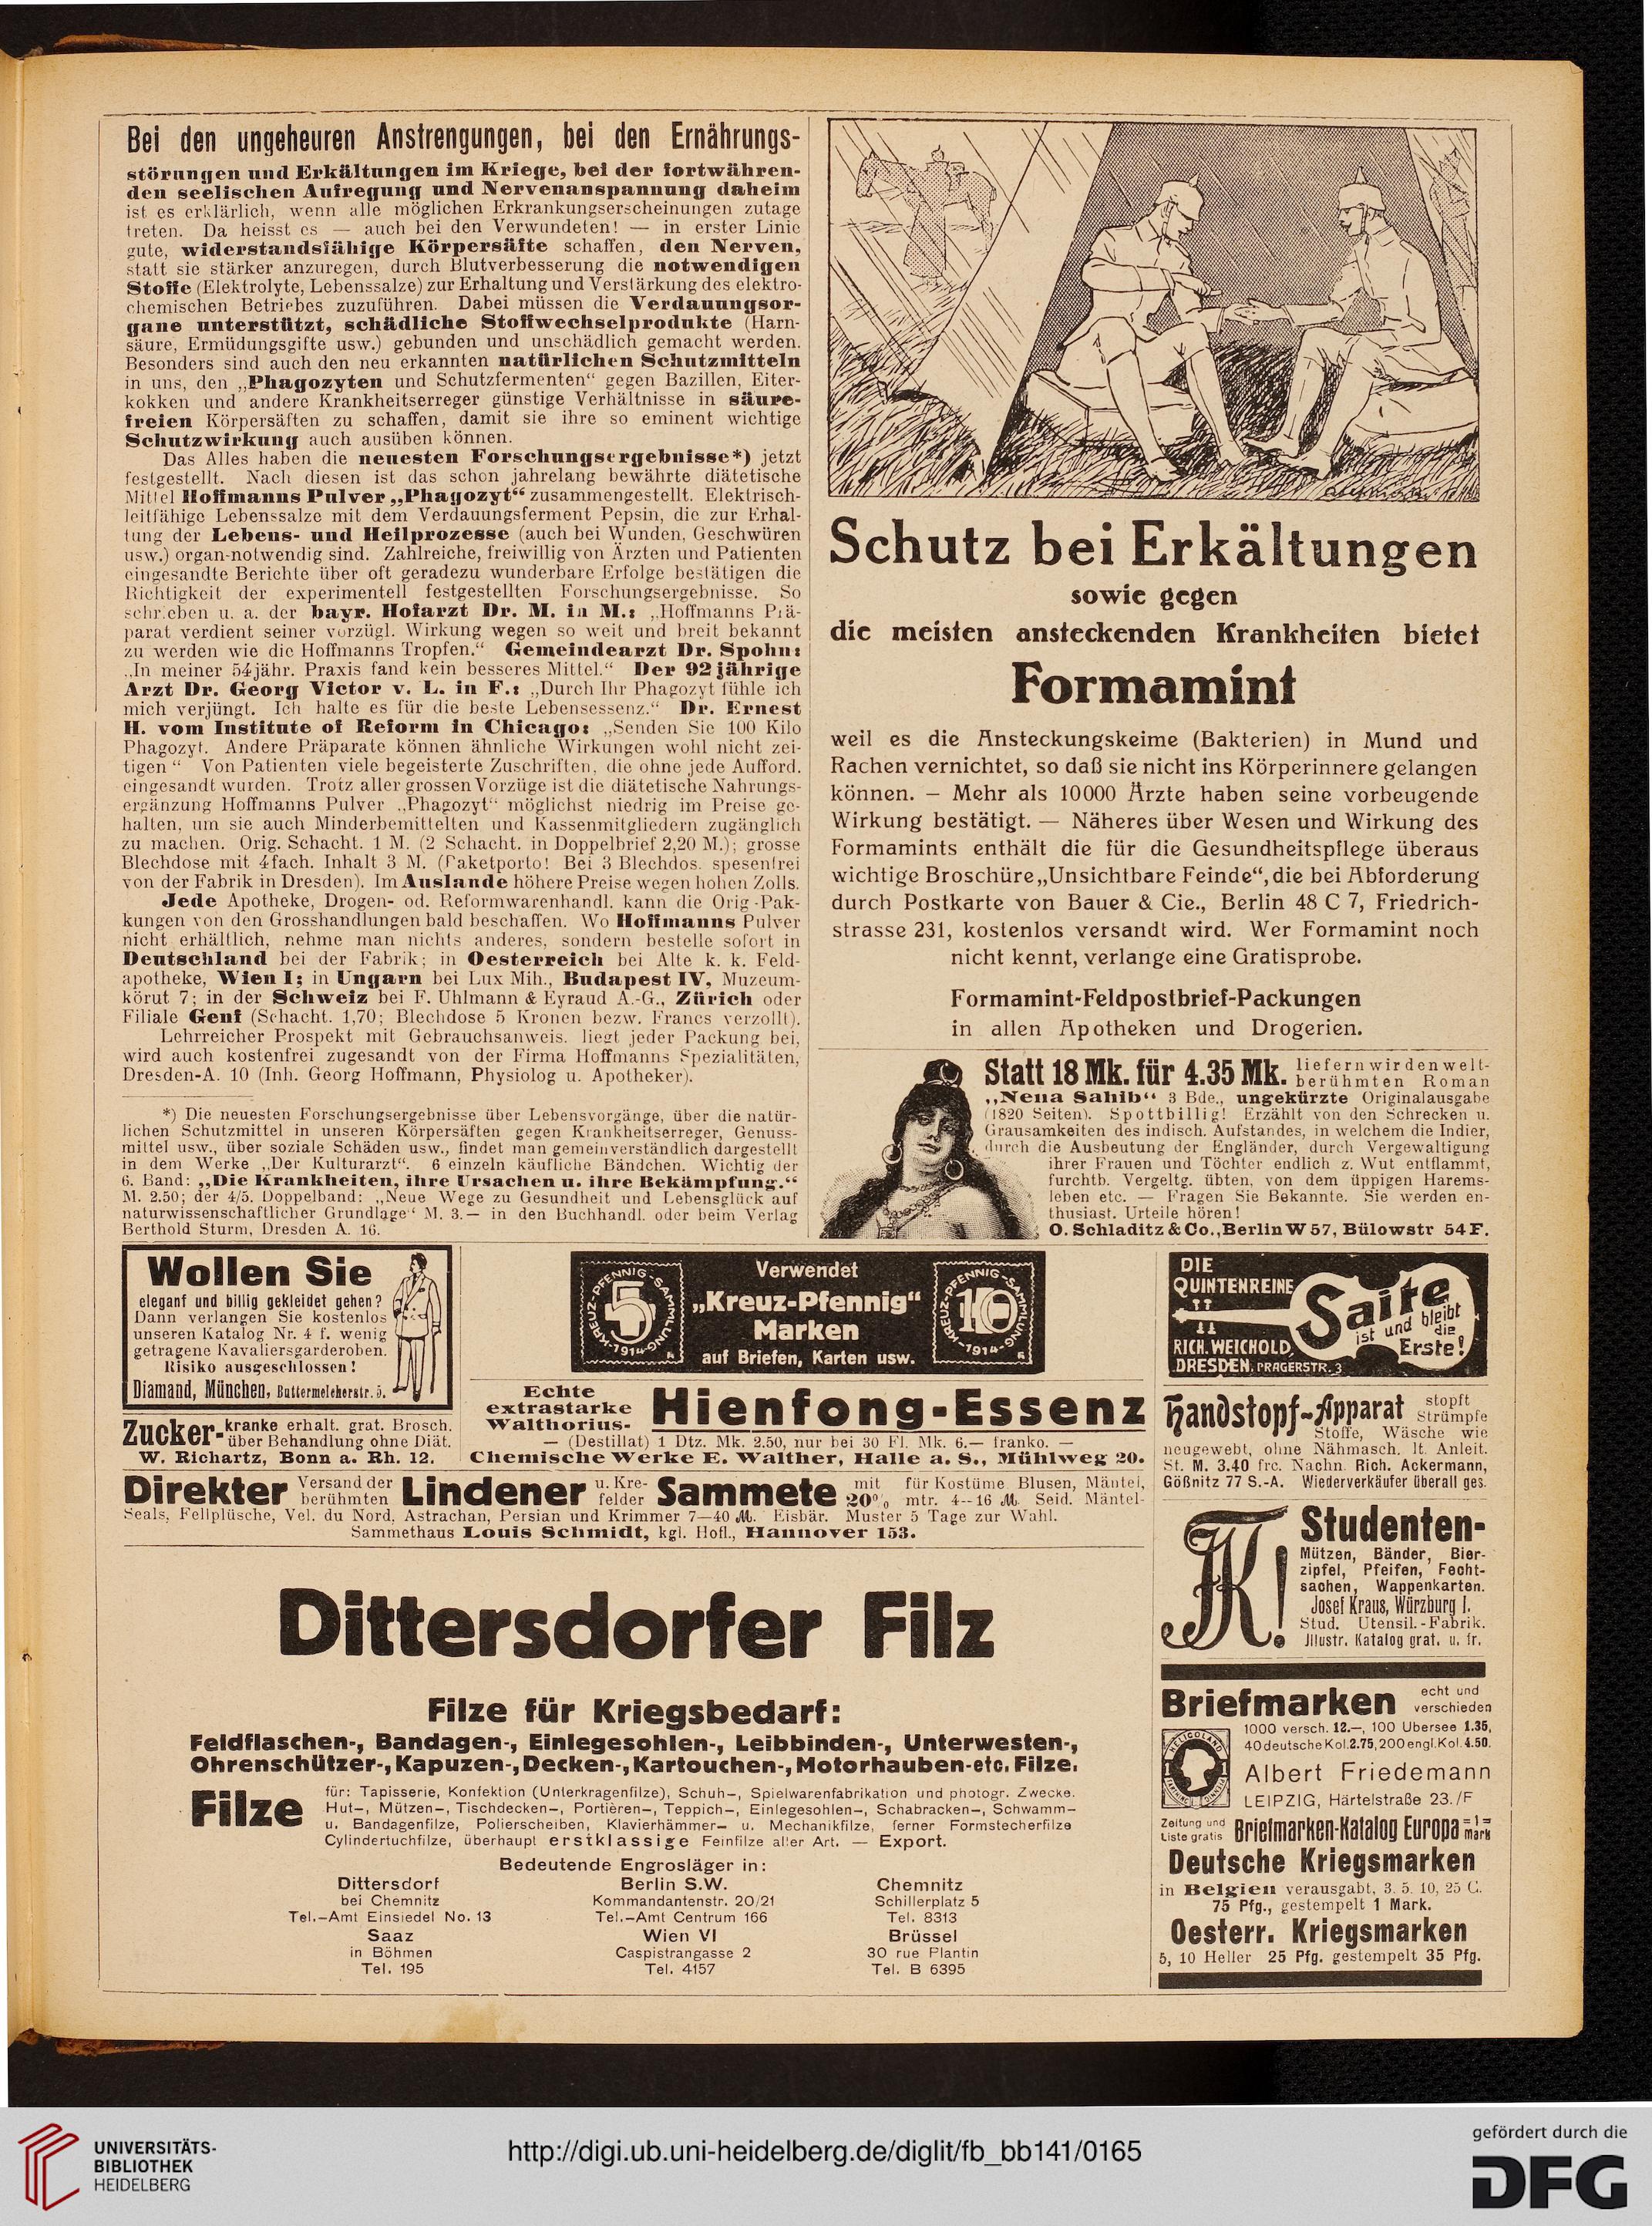 Bei den ungeheuren Anstrengungen, bei den Ernährungs-
störungen und Erkältungen im Kriege, bei der fortwähren-
den seelischen Aufregung und Nervenanspannung daheim
ist es erklärlich, wenn alle möglichen Erkrankungserscheinungen zutage
treten. Da heisst es — auch bei den Verwundeten! — in erster Linie
gute, widerstandsfähige Körpersäfte schaffen, den Nerven,
statt sie stärker anzuregen, durch Blutverbesserung die notwendigen
Stoffe (Elektrolyte, Lebenssalze) zur Erhaltung und Verstärkung des elektro-
chemischen Betriebes zuzuführen. Dabei müssen die Verdauungsor-
gane unterstützt, schädliche Stoffwechselprodukte (Harn-
säure, Ermüdungsgifte usw.) gebunden und unschädlich gemacht werden.
Besonders sind auch den neu erkannten natürlichen Schutzmitteln
in uns, den „Phagozyten und Schutzfermenten“ gegen Bazillen, Eiter-
kokken und andere Krankheitserreger günstige Verhältnisse in säure-
freien Körpersäften zu schaffen, damit sie ihre so eminent wichtige
Schutzwirkung auch ausüben können.
Das Alles haben die neuesten Forschungsergebnisse*) jetzt
festgestellt. Nach diesen ist das schon jahrelang bewährte diätetische
Mittel Hoffmanns Pulver „Phagozyt“ zusammengestellt. Elektrisch-
leitfähige Lebenssalze mit dem Verdauungsferment Pepsin, die zur Erhal-
tung der Lebens- und Heilprozesse (auch bei Wunden, Geschwüren
usw.) organ-notwendig sind. Zahlreiche, freiwillig von Ärzten und Patienten
eingesandte Berichte über oft geradezu wunderbare Erfolge bestätigen die
Richtigkeit der experimentell festgestellten Forschungsergebnisse. So
schrieben u. a. der bayr. Hofarzt Dr. M. in M.: „Hoffmanns Prä-
parat verdient seiner vorzügl. Wirkung wegen so weit und breit bekannt
zu werden wie die Hoffmanns Tropfen.“ Gemeindearzt Dr. Spohn:
„In meiner 54jähr. Praxis fand kein besseres Mittel.“ Der 92jährige
Arzt Dr. Georg Victor v. L. in F.: „Durch Ihr Phagozyt fühle ich
mich verjüngt. Ich halte es für die beste Lebensessenz.“ Dr. Ernest
H. vom Institute of Reform in Chicago: „Senden Sie 100 Kilo
Phagozyt. Andere Präparate können ähnliche Wirkungen wohl nicht zei-
tigen“ Von Patienten viele begeisterte Zuschriften, die ohne jede Aufford.
eingesandt wurden. Trotz aller grossen Vorzüge ist die diätetische Nahrungs-
ergänzung Hoffmanns Pulver „Phagozyt“ möglichst niedrig im Preise ge-
halten, um sie auch Minderbemittelten und Kassenmitgliedern zugänglich
zu machen. Orig. Schacht. 1 M. (2 Schacht. in Doppelbrief 2,20 M.); grosse
Blechdose mit 4fach. Inhalt 3 M. (Paketporto! Bei 3 Blechdos. spesenfrei
von der Fabrik in Dresden). Im Auslande höhere Preise wegen hohen Zolls.
Jede Apotheke, Drogen- od. Reformwarenhandl. kann die Orig-Pak-
kungen von den Grosshandlungen bald beschaffen. Wo Hoffmanns Pulver
nicht erhältlich, nehme man nichts anderes, sondern bestelle sofort in
Deutschland bei der Fabrik; in Oesterreich bei Alte k. k. Feld-
apotheke, Wien I; in Ungarn bei Lux Mih., Budapest IV, Muzeum-
körut 7; in der Schweiz bei F. Uhlmann & Eyraud A.-G., Zürich oder
Filiale Genf (Schacht. 1,70; Blechdose 5 Kronen bezw. Francs verzollt).
Lehrreicher Prospekt mit Gebrauchsanweis. liegt jeder Packung bei,
wird auch kostenfrei zugesandt von der Firma Hoffmanns Spezialitäten,
Dresden-A. 10 (Inh. Georg Hoffmann, Physiolog u. Apotheker).
*) Die neuesten Forschungsergebnisse über Lebensvorgänge, über die natür-
lichen Schutzmittel in unseren Körpersäften gegen Krankheitserreger, Genuss-
mittel usw., über soziale Schäden usw., findet man gemeinverständlich dargestellt
in dem Werke „Der Kulturarzt“. 6 einzeln käufliche Bändchen. Wichtig der
6. Band: „Die Krankheiten, ihre Ursachen u. ihre Bekämpfung.“
M. 2.50; der 4/5. Doppelband: „Neue Wege zu Gesundheit und Lebensglück auf
naturwissenschaftlicher Grundlage“ M. 3.— in den Buchhandl. oder beim Verlag
Berthold Sturm, Dresden A. 16.
Schutz bei Erkältungen
sowie gegen
die meisten ansteckenden Krankheiten bietet
Formamint
weil es die Ansteckungskeime (Bakterien) in Mund und
Rachen vernichtet, so daß sie nicht ins Körperinnere gelangen
können. — Mehr als 10000 Ärzte haben seine vorbeugende
Wirkung bestätigt. — Näheres über Wesen und Wirkung des
Formamints enthält die für die Gesundheitspflege überaus
wichtige Broschüre „Unsichtbare Feinde“, die bei Abforderung
durch Postkarte von Bauer & Cie., Berlin 48 C 7, Friedrich-
strasse 231, kostenlos versandt wird. Wer Formamint noch
nicht kennt, verlange eine Gratisprobe.
Formamint-Feldpostbrief-Packungen
in allen Apotheken und Drogerien.
Statt 18 Mk. für 4.35 Mk. liefern wir den welt-
berühmten Roman
„Nena Sahib“ 3 Bde., ungekürzte Originalausgabe
(1820 Seiten). Spottbillig! Erzählt von den Schrecken u.
Grausamkeiten des indisch. Aufstandes, in welchem die Indier,
durch die Ausbeutung der Engländer, durch Vergewaltigung
ihrer Frauen und Töchter endlich z. Wut entflammt,
furchtb. Vergeltg. übten, von dem üppigen Harems-
leben etc. — Fragen Sie Bekannte. Sie werden en-
thusiast. Urteile hören!
O. Schladitz & Co., Berlin W 57, Bülowstr 54 F.
Wollen Sie
elegant und billig gekleidet gehen?
Dann verlangen Sie kostenlos
unseren Katalog Nr. 4 f. wenig
getragene Kavaliersgarderoben.
Risiko ausgeschlossen!
Diamand, München, Buttermelcherstr. 5.
KREUZ-PFENNIG-SAMMLUNG
5
1914
Verwendet
„Kreuz-Pfennig“
Marken
auf Briefen, Karten usw.
KREUZ-PFENNIG-SAMMLUNG
10
1914
DIE
QUINTENREINE
Saite
ist und bleibt
die
Erste!
RICH. WEICHOLD,
DRESDEN, PRAGERSTR. 3
Zucker-kranke erhalt. grat. Brosch.
über Behandlung ohne Diät.
W. Richartz, Bonn a. Rh. 12.
Echte
extrastarke
Walthorius-
Hienfong-Essenz
— (Destillat) 1 Dtz. Mk. 2.50, nur bei 30 Fl. Mk. 6.— franko. —
Chemische Werke E. Walther, Halle a. S., Mühlweg 20.
Handstopf-Apparat stopft
Strümpfe
Stoffe, Wäsche wie
neugewebt, ohne Nähmasch. lt. Anleit.
St. M. 3.40 frc. Nachn. Rich. Ackermann,
Gößnitz 77 S.-A. Wiederverkäufer überall ges.
Direkter Versand der
berühmten Lindener u. Kre-
felder Sammete mit
20% für Kostüme Blusen, Mäntel,
mtr. 4--16 M. Seid. Mäntel-
Seals, Fellplüsche, Vel. du Nord, Astrachan, Persian und Krimmer 7—40 M. Eisbär. Muster 5 Tage zur Wahl.
Sammethaus Louis Schmidt, kgl. Hofl., Hannover 153.
Dittersdorfer Filz
Filze für Kriegsbedarf:
Feldflaschen-, Bandagen-, Einlegesohlen-, Leibbinden-, Unterwesten-,
Ohrenschützer-, Kapuzen-, Decken-, Kartouchen-, Motorhauben-etc. Filze.
Filze
für: Tapisserie, Konfektion (Unterkragenfilze), Schuh-, Spielwarenfabrikation und photogr. Zwecke.
Hut-, Mützen-, Tischdecken-, Portièren-, Teppich-, Einlegesohlen-, Schabracken-, Schwamm-
u. Bandagenfilze, Polierscheiben, Klavierhämmer- u. Mechanikfilze, ferner Formstecherfilze
Cylindertuchfilze, überhaupt erstklassige Feinfilze aller Art. — Export.
Bedeutende Engrosläger in:
Dittersdorf
bei Chemnitz
Tel.-Amt Einsiedel No. 13
Berlin S.W.
Kommandantenstr. 20/21
Tel.-Amt Centrum 166
Chemnitz
Schillerplatz 5
Tel. 8313
Saaz
in Böhmen
Tel. 195
Wien VI
Caspistrangasse 2
Tel. 4157
Brüssel
30 rue Plantin
Tel. B 6395
Studenten-
Mützen, Bänder, Bier-
zipfel, Pfeifen, Fecht-
sachen, Wappenkarten.
Josef Kraus, Würzburg I.
Stud. Utensil.-Fabrik.
Jllustr. Katalog grat. u. fr.
Briefmarken echt und
verschieden
1000 versch. 12.—, 100 Übersee 1.35,
40 deutsche Kol. 2.75, 200 engl. Kol. 4.50.
HELIGOLAND
Albert Friedemann
LEIPZIG, Härtelstraße 23./F
Zeitung und
Liste gratis Briefmarken-Katalog Europa = 1 =
Mark
Deutsche Kriegsmarken
in Belgien verausgabt, 3. 5. 10, 25 C.
75 Pfg., gestempelt 1 Mark.
Oesterr. Kriegsmarken
5, 10 Heller 25 Pfg. gestempelt 35 Pfg.
UNIVERSITÄTS-
BIBLIOTHEK
HEIDELBERG
http://digi.ub.uni-heidelberg.de/diglit/fb_bb141/0165
gefördert durch die
DFG